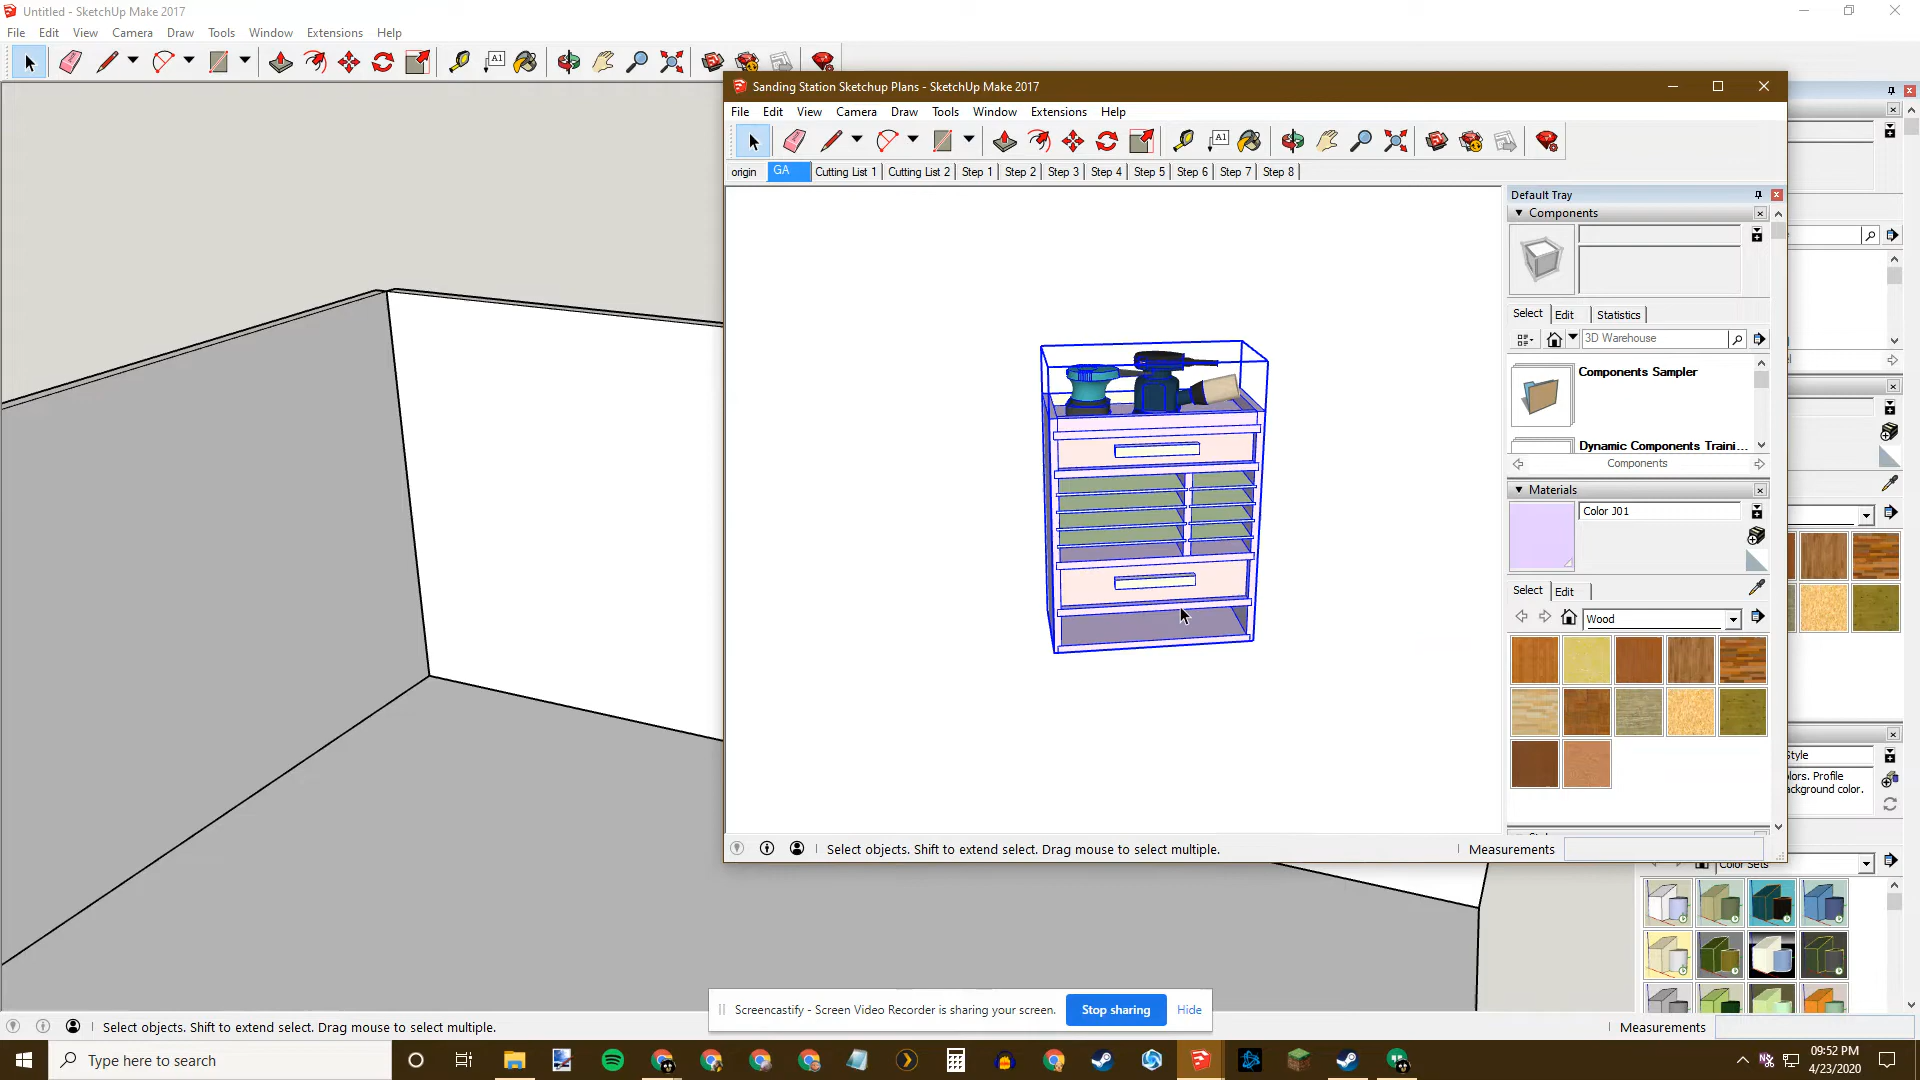 Untitled - SketchUp Make 2017
File Edit View Camera Draw Tools Window Extensions Help
A1
Sanding Station Sketchup Plans - SketchUp Make 2017
File Edit View Camera Draw Tools Window Extensions Help
A1
origin GA Cutting List 1 Cutting List 2 Step 1 Step 2 Step 3 Step 4 Step 5 Step 6 Step 7 Step 8
Default Tray
Components
Select Edit Statistics
3D Warehouse
Components Sampler
Dynamic Components Traini...
Components
Materials
Color J01
Select Edit
Wood
Style
olors. Profile
ackground color.
Select objects. Shift to extend select. Drag mouse to select multiple.
Measurements
Color Sets
Screencastify - Screen Video Recorder is sharing your screen. Stop sharing Hide
Select objects. Shift to extend select. Drag mouse to select multiple.
Measurements
Type here to search
09:52 PM
4/23/2020